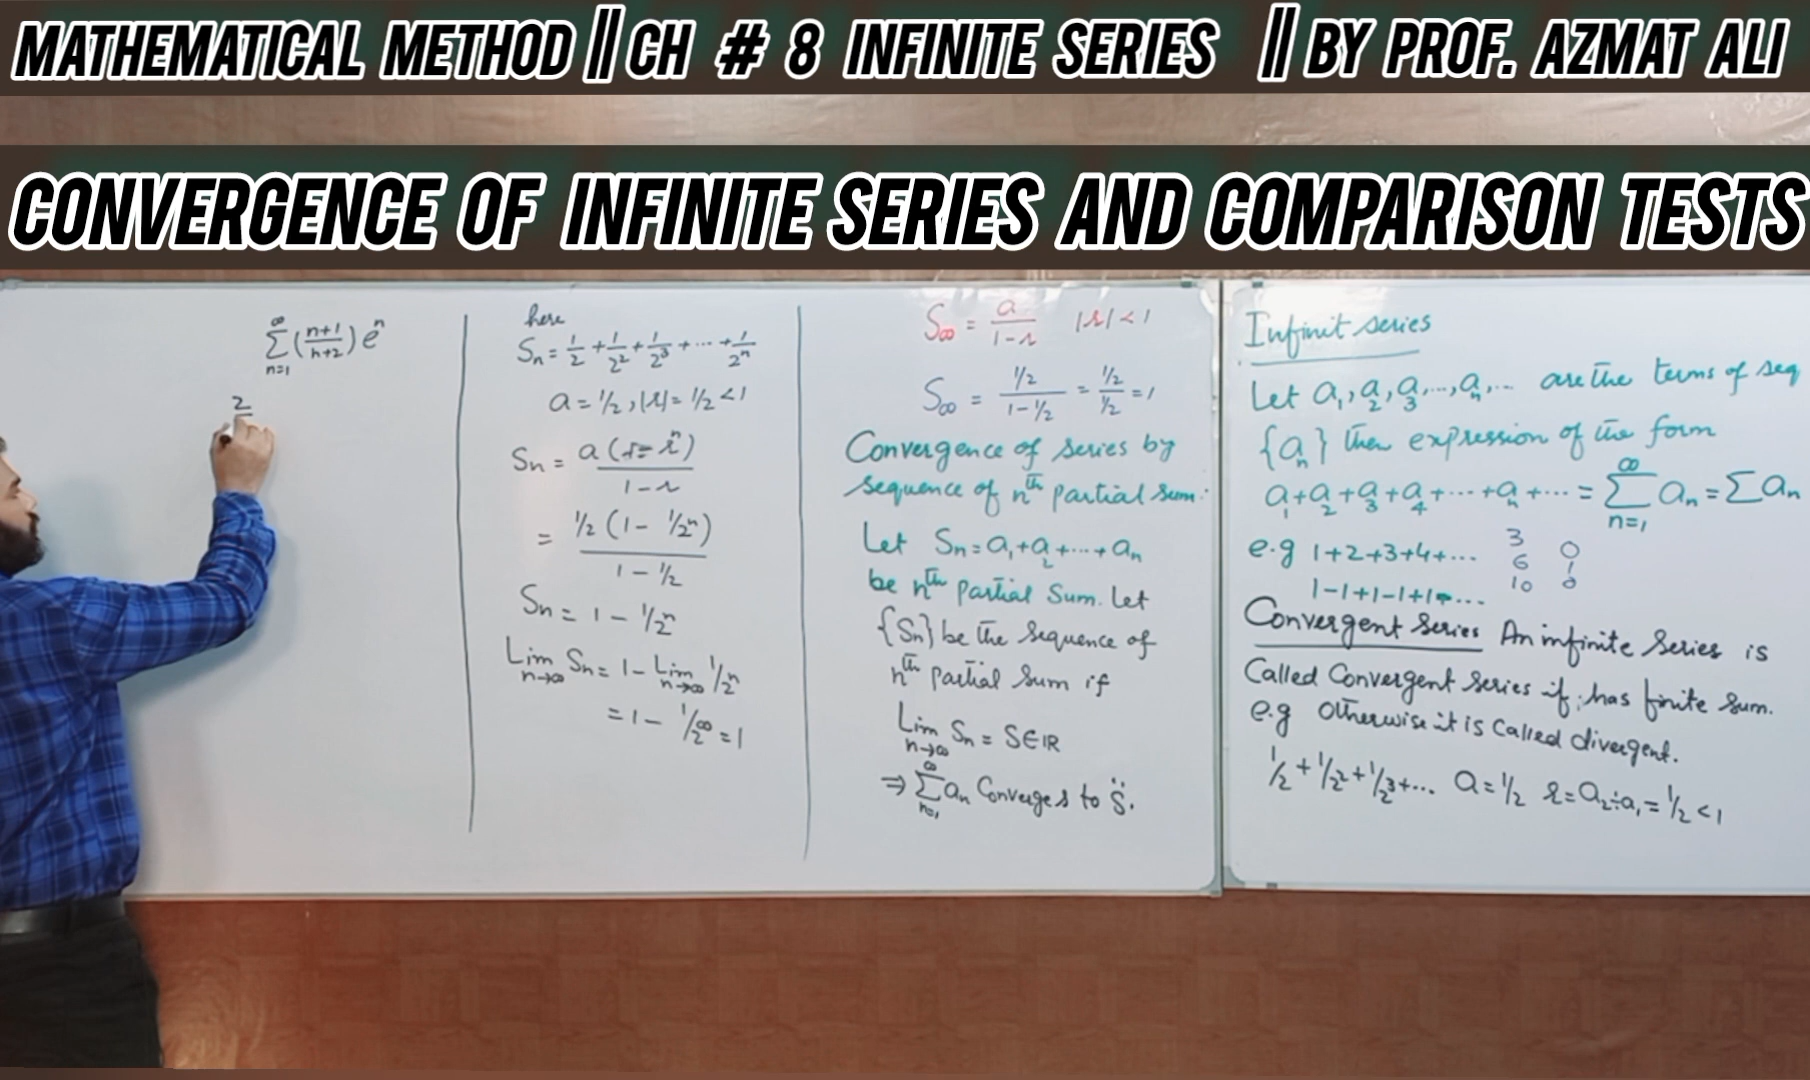 MATHEMATICAL METHOD || CH # 8 INFINITE SERIES || BY PROF. AZMAT ALI
CONVERGENCE OF INFINITE SERIES AND COMPARISON TESTS
Infinit series
Let a₁, a₂, a₃, ..., aₙ, ... are the terms of seq
{aₙ} then expression of the form
a₁+a₂+a₃+a₄+...+aₙ+... = ∑_{n=1}^{∞} aₙ = ∑aₙ
e.g 1+2+3+4+... 3 0
6 1
1-1+1-1+1-... 10 0
Convergent Series An infinite Series is
Called Convergent series if, has finite sum.
e.g otherwise it is Called divergent.
1/2 + 1/2² + 1/2³ + ... a = 1/2 r = a₂÷a₁ = 1/2 < 1
S∞ = a/(1-r) |r| < 1
S∞ = (1/2)/(1-1/2) = (1/2)/(1/2) = 1
Convergence of series by
sequence of nᵗʰ partial sum.
Let Sₙ = a₁+a₂+...+aₙ
be nᵗʰ partial Sum. Let
{Sₙ} be the sequence of
nᵗʰ partial sum if
Lim_{n→∞} Sₙ = S∈ℝ
⇒ ∑_{n=1}^{∞} aₙ Converges to S.
here
Sₙ = 1/2 + 1/2² + 1/2³ + ... + 1/2ⁿ
a = 1/2, |r| = 1/2 < 1
Sₙ = a(1-rⁿ)/(1-r)
= 1/2(1 - 1/2ⁿ)/(1 - 1/2)
Sₙ = 1 - 1/2ⁿ
Lim_{n→∞} Sₙ = 1 - Lim_{n→∞} 1/2ⁿ
= 1 - 1/2^∞ = 1
∑_{n=1}^{∞} ((n+1)/(n+2)) eⁿ
2